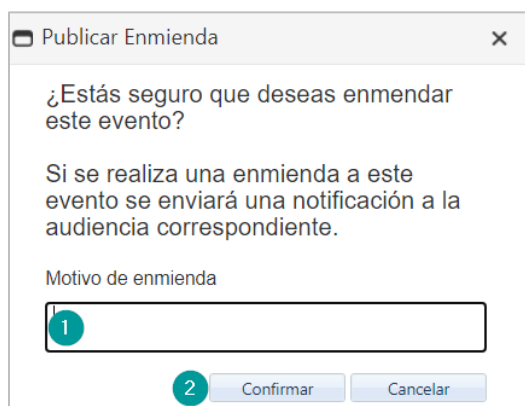 Publicar Enmienda
¿Estás seguro que deseas enmendar
este evento?
Si se realiza una enmienda a este
evento se enviará una notificación a la
audiencia correspondiente.
Motivo de enmienda
1
2 Confirmar Cancelar